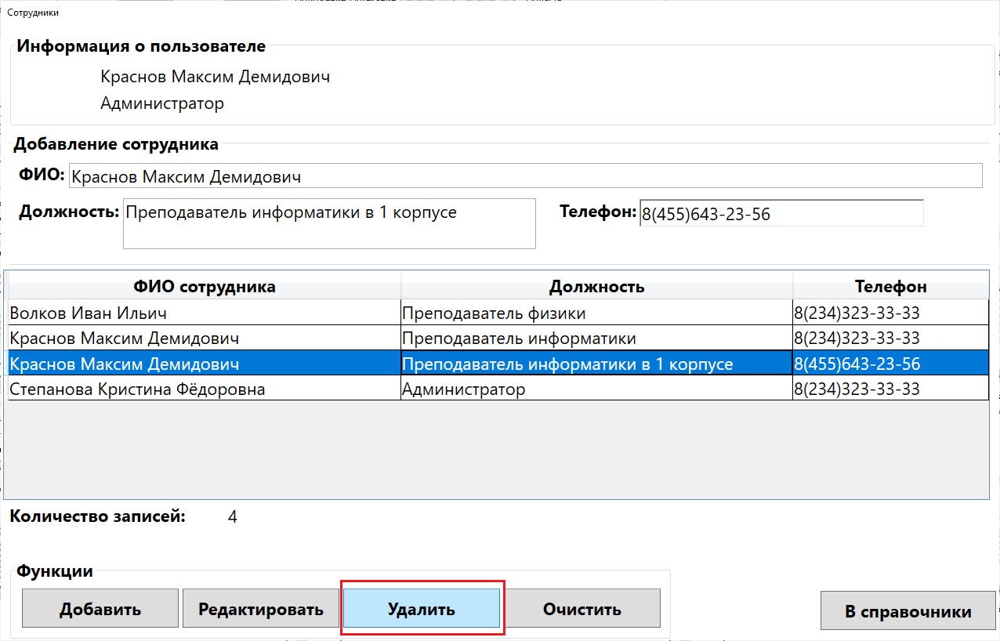 Сотрудники
Информация о пользователе
Краснов Максим Демидович
Администратор
Добавление сотрудника
ФИО: Краснов Максим Демидович
Должность: Преподаватель информатики в 1 корпусе Телефон: 8(455)643-23-56
ФИО сотрудника Должность Телефон
Волков Иван Ильич Преподаватель физики 8(234)323-33-33
Краснов Максим Демидович Преподаватель информатики 8(234)323-33-33
Краснов Максим Демидович Преподаватель информатики в 1 корпусе 8(455)643-23-56
Степанова Кристина Фёдоровна Администратор 8(234)323-33-33
Количество записей: 4
Функции
Добавить Редактировать Удалить Очистить В справочники